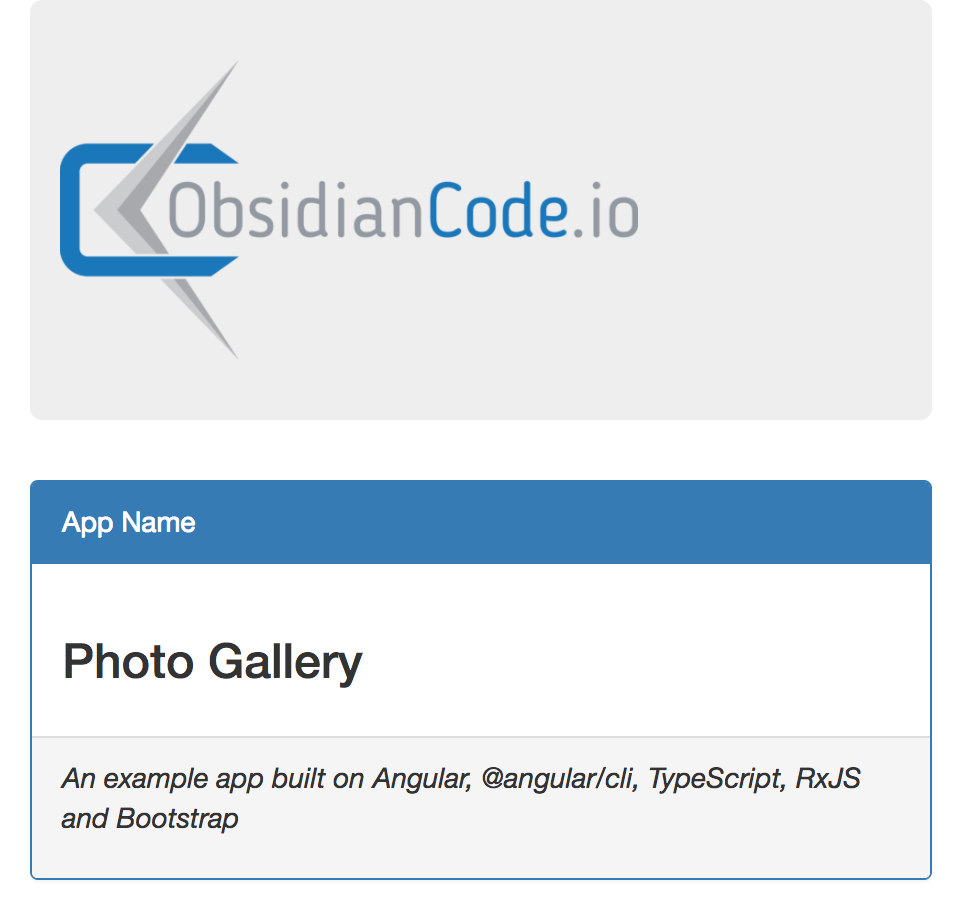 ObsidianCode.io
App Name
Photo Gallery
An example app built on Angular, @angular/cli, TypeScript, RxJS
and Bootstrap